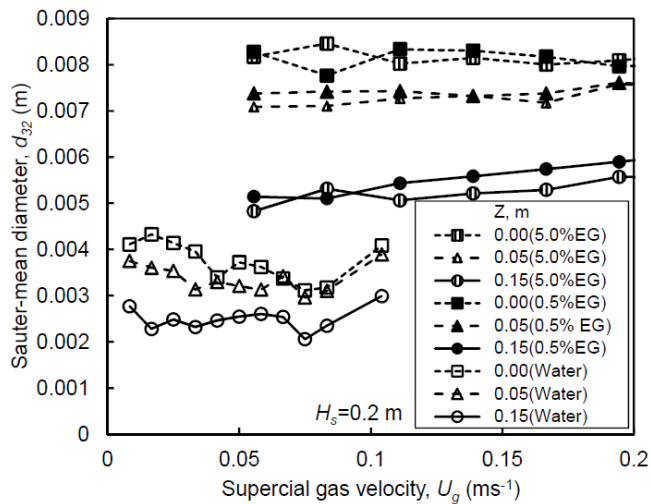 0.009
0.008
0.007
0.006
0.005
0.004
0.003
0.002
0.001
0
Sauter-mean diameter, d32 (m)
Z, m
0.00(5.0%EG)
0.05(5.0%EG)
0.15(5.0%EG)
0.00(0.5%EG)
0.05(0.5% EG)
0.15(0.5%EG)
0.00(Water)
0.05(Water)
0.15(Water)
Hs=0.2 m
0 0.05 0.1 0.15 0.2
Supercial gas velocity, Ug (ms-1)